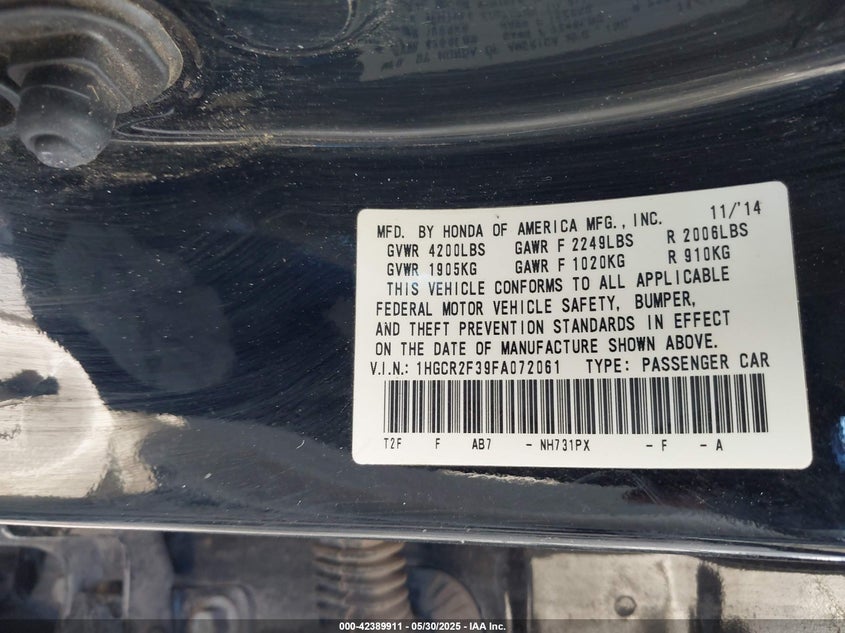 MFD. BY HONDA OF AMERICA MFG., INC. 11/'14
GVWR 4200LBS GAWR F 2249LBS R 2006LBS
GVWR 1905KG GAWR F 1020KG R 910KG
THIS VEHICLE CONFORMS TO ALL APPLICABLE
FEDERAL MOTOR VEHICLE SAFETY, BUMPER,
AND THEFT PREVENTION STANDARDS IN EFFECT
ON THE DATE OF MANUFACTURE SHOWN ABOVE.
V.I.N.: 1HGCR2F39FA072061 TYPE: PASSENGER CAR
T2F F AB7 - NH731PX - F - A
000-42389911 - 05/30/2025 - IAA Inc.